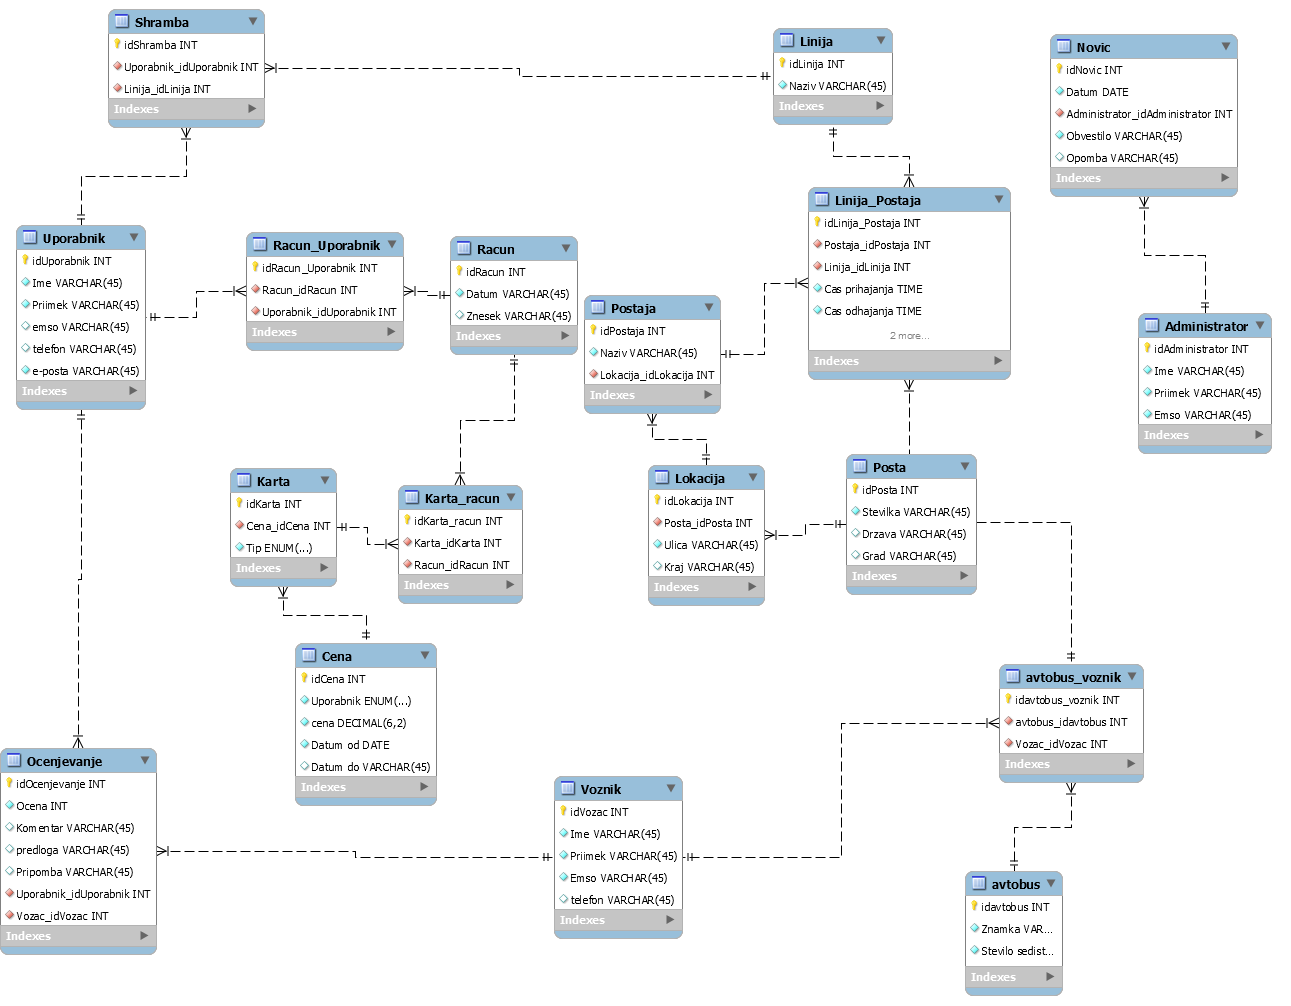 Shramba
idShramba INT
Uporabnik_idUporabnik INT
Linija_idLinija INT
Indexes
Linija
idLinija INT
Naziv VARCHAR(45)
Indexes
Novic
idNovic INT
Datum DATE
Administrator_idAdministrator INT
Obvestilo VARCHAR(45)
Opomba VARCHAR(45)
Indexes
Linija_Postaja
idLinija_Postaja INT
Postaja_idPostaja INT
Linija_idLinija INT
Cas prihajanja TIME
Cas odhajanja TIME
2 more...
Indexes
Uporabnik
idUporabnik INT
Ime VARCHAR(45)
Priimek VARCHAR(45)
emso VARCHAR(45)
telefon VARCHAR(45)
e-posta VARCHAR(45)
Indexes
Racun_Uporabnik
idRacun_Uporabnik INT
Racun_idRacun INT
Uporabnik_idUporabnik INT
Indexes
Racun
idRacun INT
Datum VARCHAR(45)
Znesek VARCHAR(45)
Indexes
Postaja
idPostaja INT
Naziv VARCHAR(45)
Lokacija_idLokacija INT
Indexes
Administrator
idAdministrator INT
Ime VARCHAR(45)
Priimek VARCHAR(45)
Emso VARCHAR(45)
Indexes
Karta
idKarta INT
Cena_idCena INT
Tip ENUM(...)
Indexes
Karta_racun
idKarta_racun INT
Karta_idKarta INT
Racun_idRacun INT
Indexes
Lokacija
idLokacija INT
Posta_idPosta INT
Ulica VARCHAR(45)
Kraj VARCHAR(45)
Indexes
Posta
idPosta INT
Stevilka VARCHAR(45)
Drzava VARCHAR(45)
Grad VARCHAR(45)
Indexes
Cena
idCena INT
Uporabnik ENUM(...)
cena DECIMAL(6,2)
Datum od DATE
Datum do VARCHAR(45)
Indexes
avtobus_voznik
idavtobus_voznik INT
avtobus_idavtobus INT
Vozac_idVozac INT
Indexes
Ocenjevanje
idOcenjevanje INT
Ocena INT
Komentar VARCHAR(45)
predloga VARCHAR(45)
Pripomba VARCHAR(45)
Uporabnik_idUporabnik INT
Vozac_idVozac INT
Indexes
Voznik
idVozac INT
Ime VARCHAR(45)
Priimek VARCHAR(45)
Emso VARCHAR(45)
telefon VARCHAR(45)
Indexes
avtobus
idavtobus INT
Znamka VAR...
Stevilo sedist...
Indexes